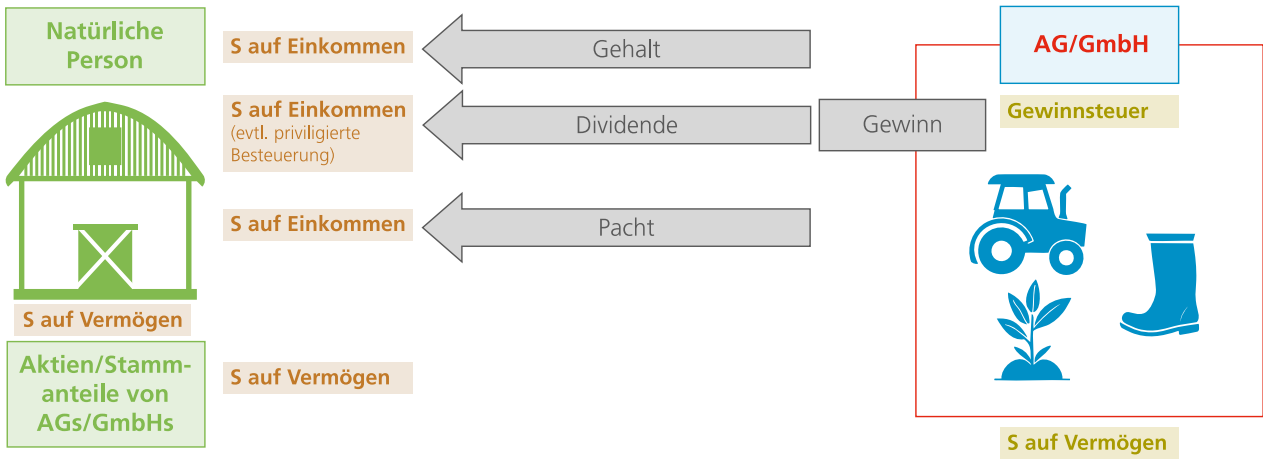 Natürliche
Person
S auf Einkommen
Gehalt
AG/GmbH
S auf Einkommen
(evtl. priviligierte
Besteuerung)
Dividende
Gewinn
Gewinnsteuer
S auf Einkommen
Pacht
S auf Vermögen
Aktien/Stamm-
anteile von
AGs/GmbHs
S auf Vermögen
S auf Vermögen